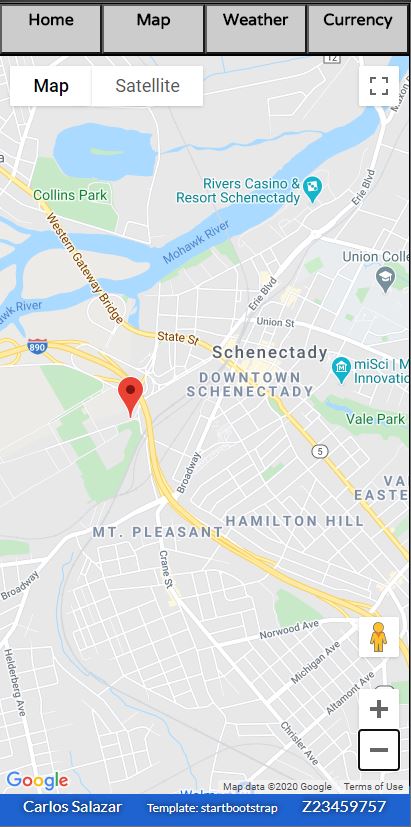 Home Map Weather Currency
12
Map Satellite
Maxon
Collins Park
Rivers Casino &
Resort Schenectady
Erie Blvd
Western Gateway Bridge
Mohawk River
Union Colle
Erie Blvd
wk River
Union St
State St
890
Schenectady
miSci | M
Innovatio
DOWNTOWN
SCHENECTADY
Vale Park
5
Broadway
VA
EASTE
HAMILTON HILL
MT. PLEASANT
Crane St
Broadway
Norwood Ave
Michigan Ave
Helderberg Ave
Altamont Ave
Chrisler Ave
Google
Map data ©2020 Google Terms of Use
Carlos Salazar Template: startbootstrap Z23459757